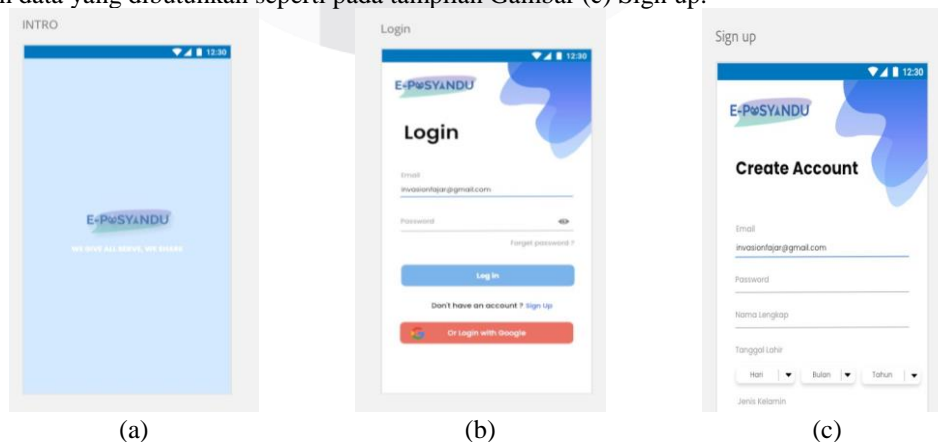 data yang dibutuhkan seperti pada tampilan Gambar (c) Sign up.
INTRO
12:30
E-POSYANDU
WE GIVE ALL SERVE, WE SHARE
Login
12:30
E-POSYANDU
Login
Email
invasionfajar@gmail.com
Password
Forget password ?
Log in
Don't have an account ? Sign Up
Or Login with Google
Sign up
12:30
E-POSYANDU
Create Account
Email
invasionfajar@gmail.com
Password
Nama Lengkap
Tanggal Lahir
Hari Bulan Tahun
Jenis Kelamin
(a) (b) (c)